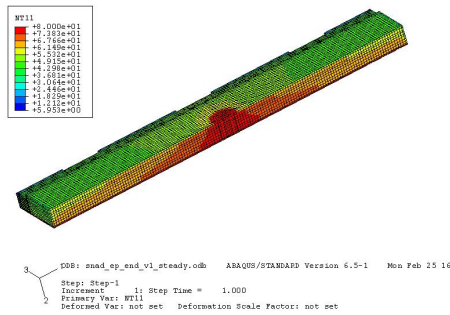 NT11
+8.000e+01
+7.383e+01
+6.766e+01
+6.149e+01
+5.532e+01
+4.915e+01
+4.298e+01
+3.681e+01
+3.064e+01
+2.446e+01
+1.829e+01
+1.212e+01
+5.953e+00
3
2
ODB: snad_ep_end_v1_steady.odb ABAQUS/STANDARD Version 6.5-1 Mon Feb 25 16
Step: Step-1
Increment 1: Step Time = 1.000
Primary Var: NT11
Deformed Var: not set Deformation Scale Factor: not set